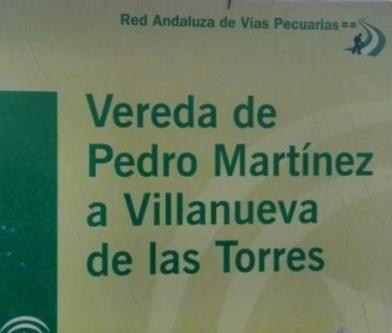 Red Andaluza de Vías Pecuarias
Vereda de
Pedro Martínez
a Villanueva
de las Torres